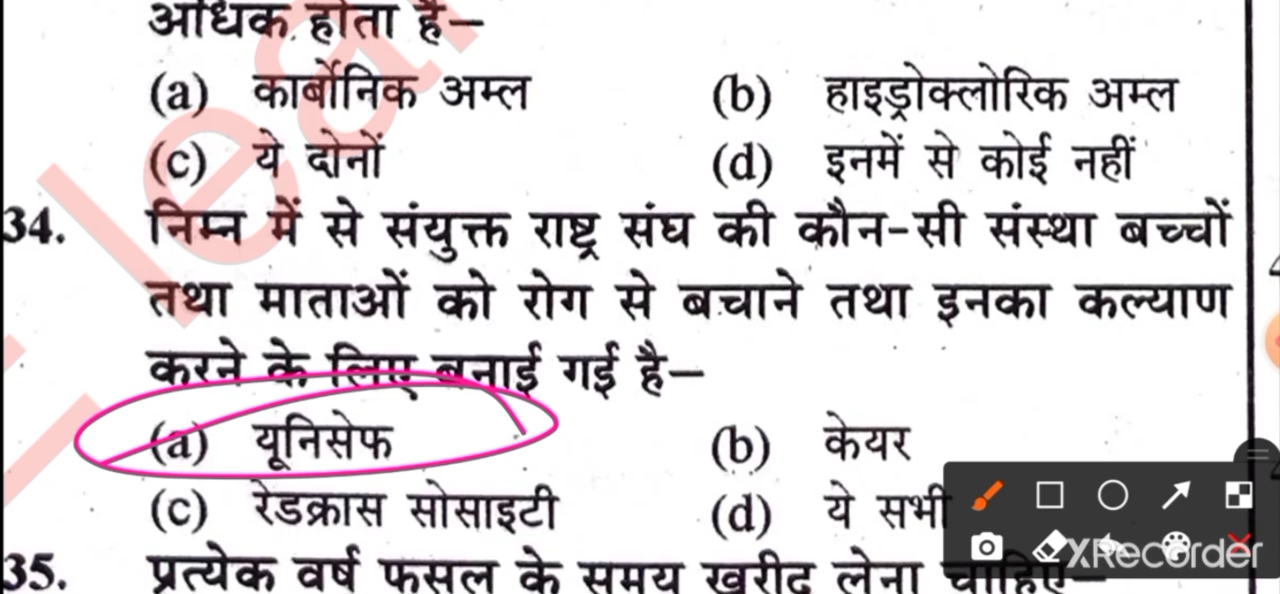 अधिक होता है–
(a) कार्बोनिक अम्ल (b) हाइड्रोक्लोरिक अम्ल
(c) ये दोनों (d) इनमें से कोई नहीं
34. निम्न में से संयुक्त राष्ट्र संघ की कौन-सी संस्था बच्चों
तथा माताओं को रोग से बचाने तथा इनका कल्याण
करने के लिए बनाई गई है–
(a) यूनिसेफ (b) केयर
(c) रेडक्रास सोसाइटी (d) ये सभी
35. प्रत्येक वर्ष फसल के समय खरीद लेना चाहिए–
XRecorder